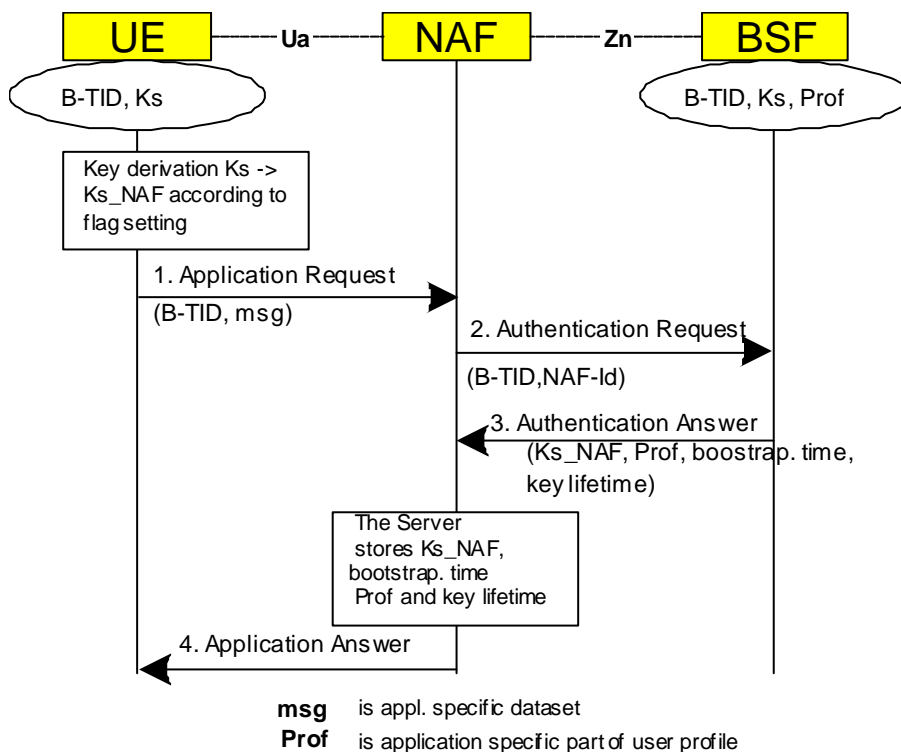 UE
Ua
NAF
Zn
BSF
B-TID, Ks
B-TID, Ks, Prof
Key derivation Ks ->
Ks_NAF according to
flag setting
1. Application Request
(B-TID, msg)
2. Authentication Request
(B-TID,NAF-Id)
3. Authentication Answer
(Ks_NAF, Prof, boostrap. time,
key lifetime)
The Server
stores Ks_NAF,
bootstrap. time
Prof and key lifetime
4. Application Answer
msg is appl. specific dataset
Prof is application specific part of user profile